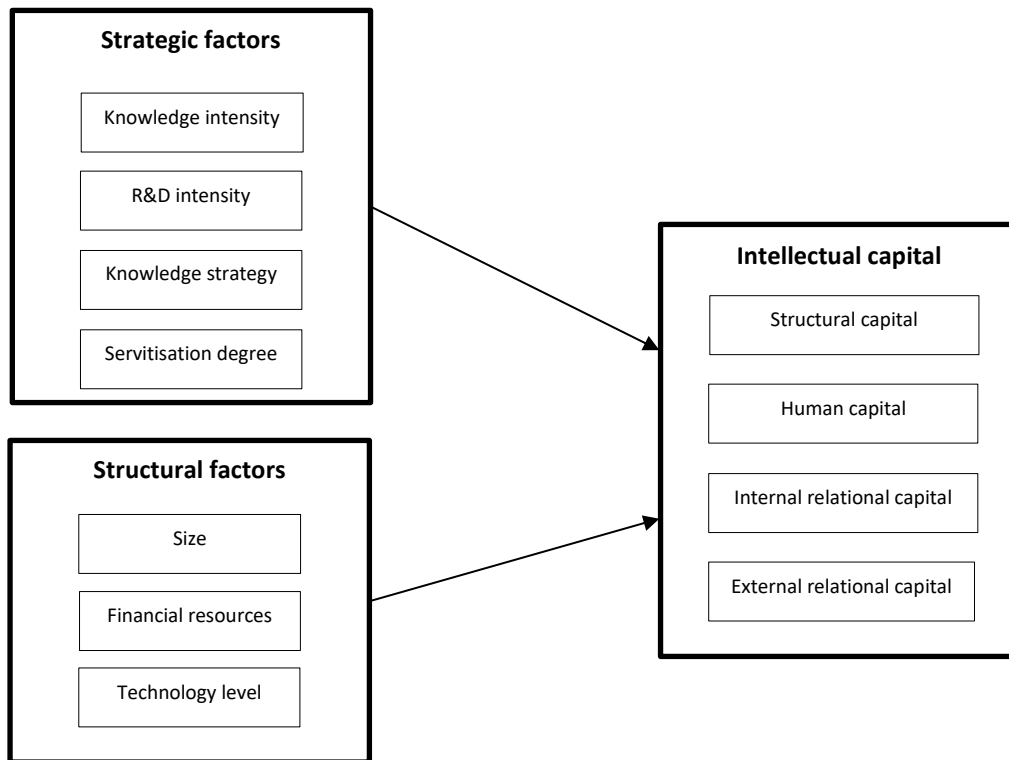 Strategic factors
Knowledge intensity
R&D intensity
Knowledge strategy
Servitisation degree
Structural factors
Size
Financial resources
Technology level
Intellectual capital
Structural capital
Human capital
Internal relational capital
External relational capital